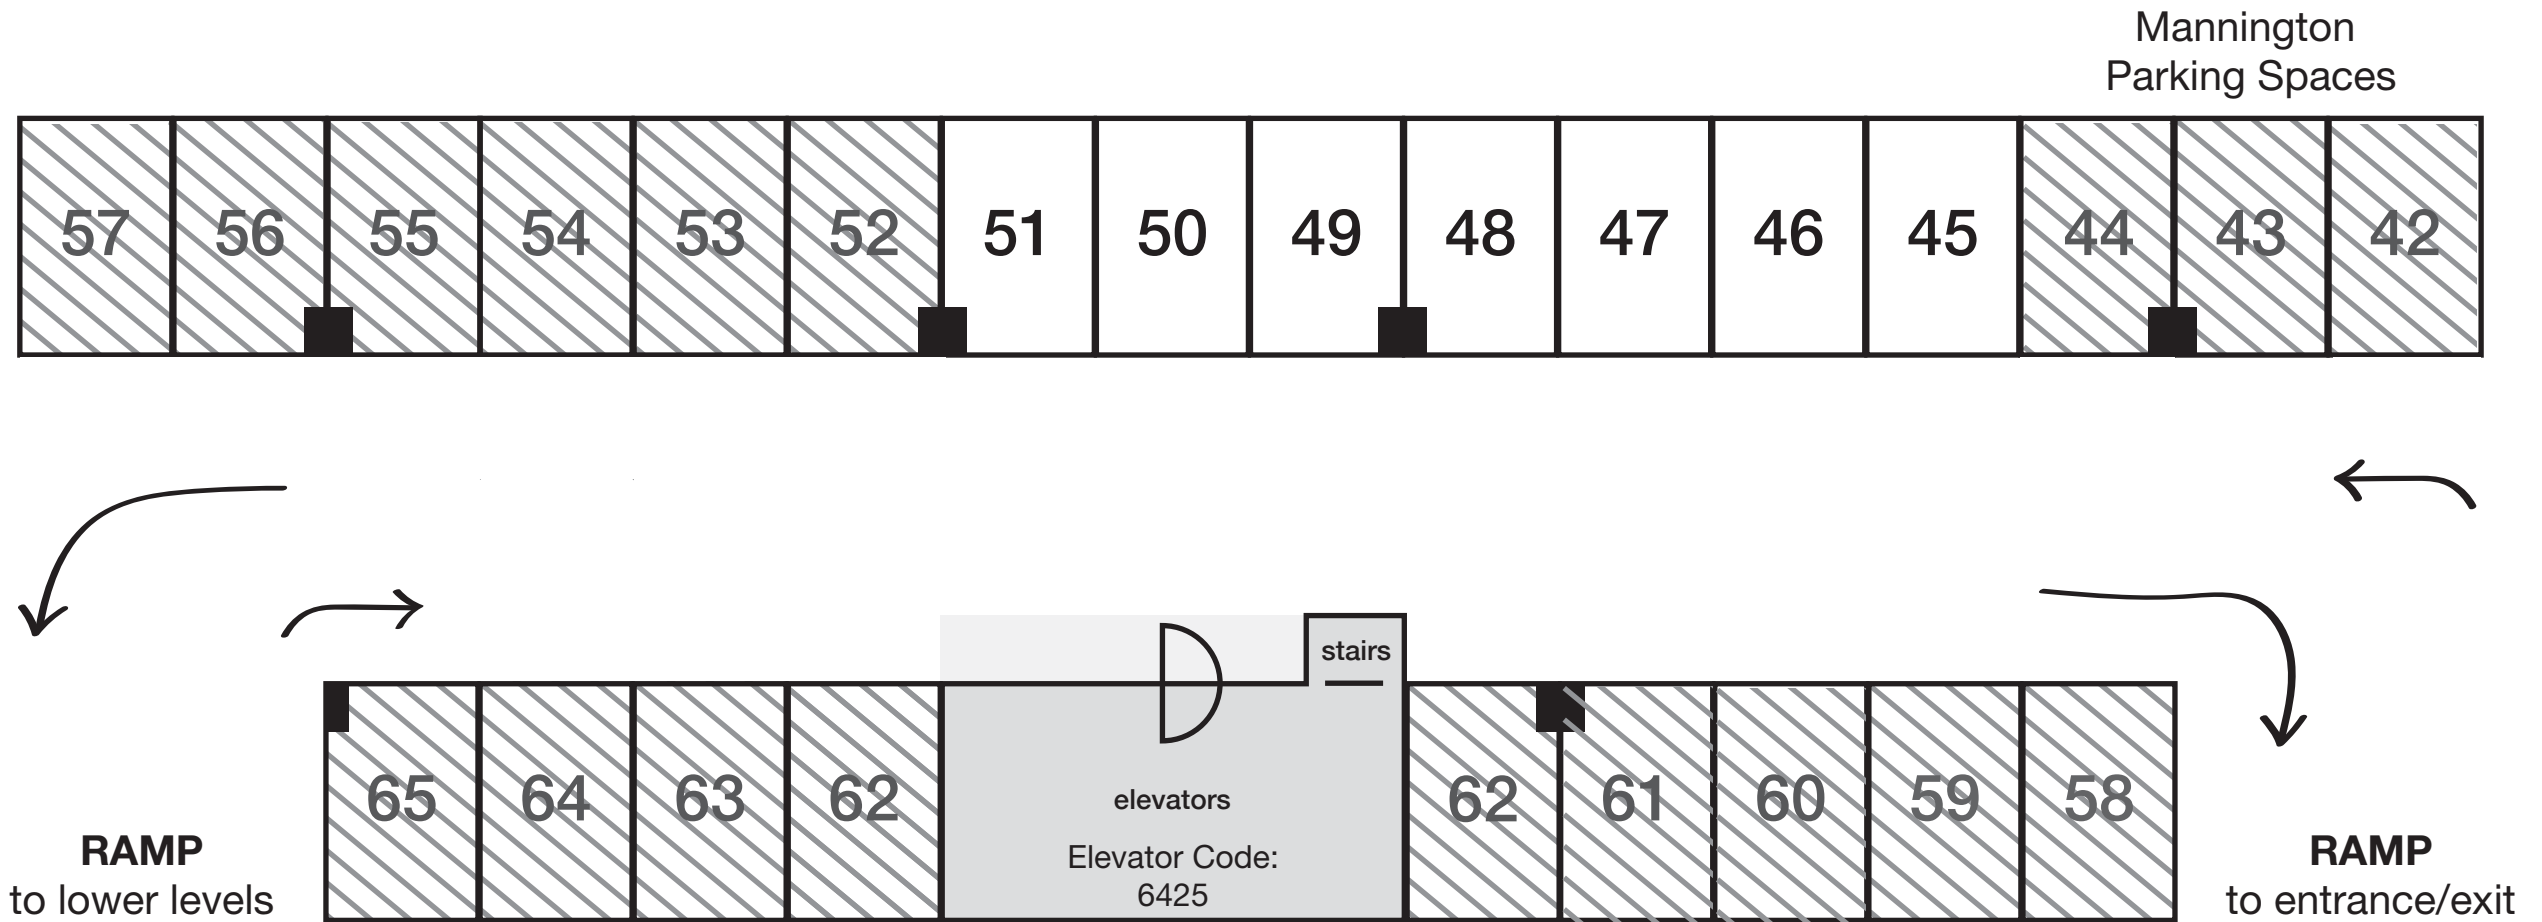 Mannington
Parking Spaces
57 56 55 54 53 52 51 50 49 48 47 46 45 44 43 42
stairs
65 64 63 62
elevators
Elevator Code:
6425
62 61 60 59 58
RAMP
to lower levels
RAMP
to entrance/exit